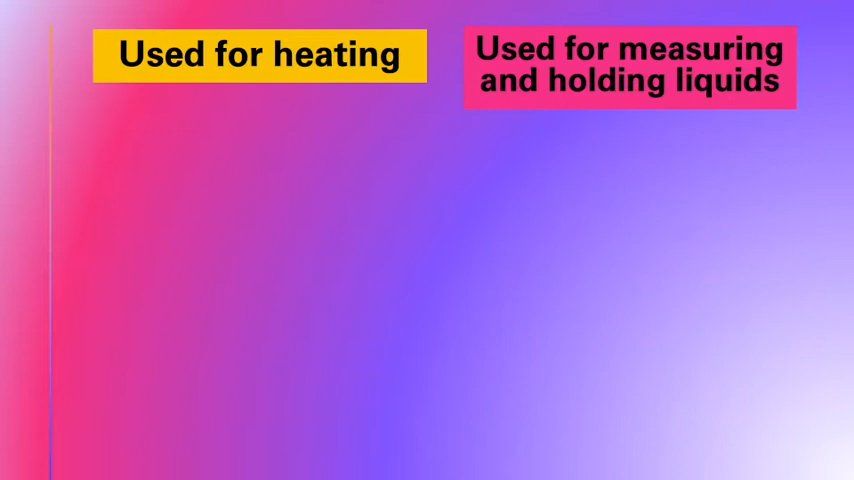 Used for heating
Used for measuring
and holding liquids